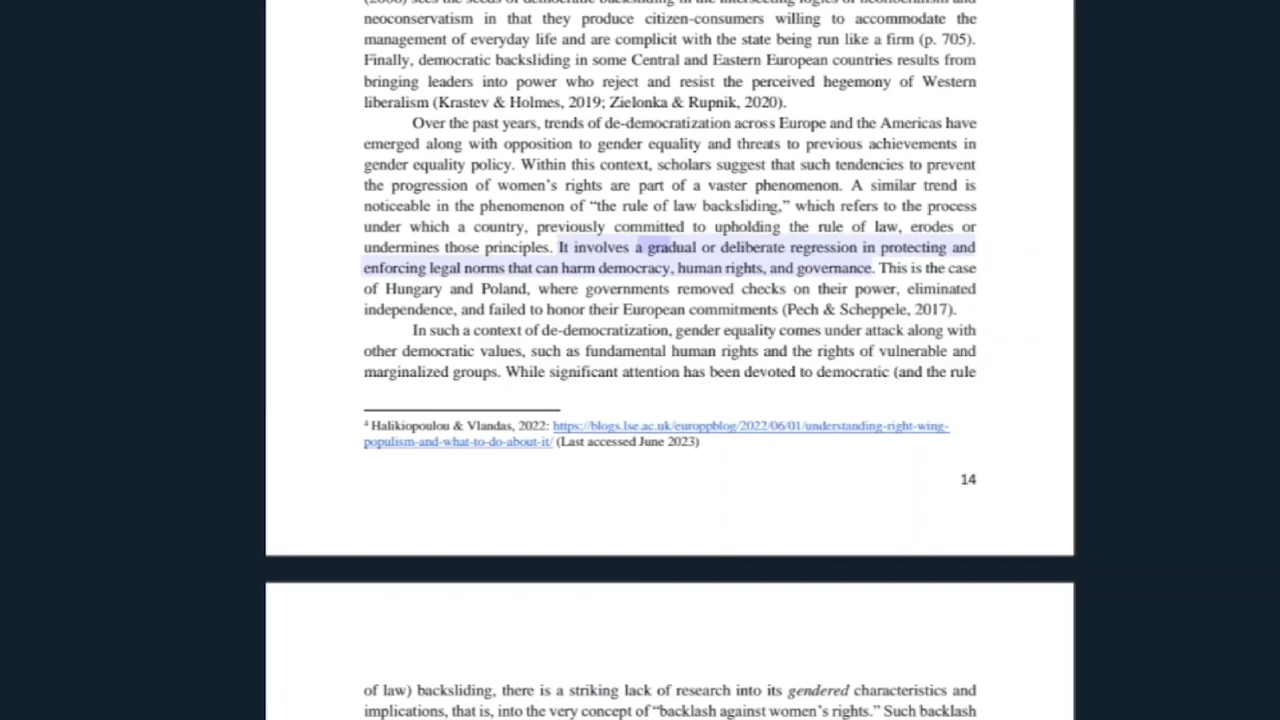 (2006) sees the seeds of democratic backsliding in the intersecting logics of neoliberalism and
neoconservatism in that they produce citizen-consumers willing to accommodate the
management of everyday life and are complicit with the state being run like a firm (p. 705).
Finally, democratic backsliding in some Central and Eastern European countries results from
bringing leaders into power who reject and resist the perceived hegemony of Western
liberalism (Krastev & Holmes, 2019; Zielonka & Rupnik, 2020).
Over the past years, trends of de-democratization across Europe and the Americas have
emerged along with opposition to gender equality and threats to previous achievements in
gender equality policy. Within this context, scholars suggest that such tendencies to prevent
the progression of women’s rights are part of a vaster phenomenon. A similar trend is
noticeable in the phenomenon of “the rule of law backsliding,” which refers to the process
under which a country, previously committed to upholding the rule of law, erodes or
undermines those principles. It involves a gradual or deliberate regression in protecting and
enforcing legal norms that can harm democracy, human rights, and governance. This is the case
of Hungary and Poland, where governments removed checks on their power, eliminated
independence, and failed to honor their European commitments (Pech & Scheppele, 2017).
In such a context of de-democratization, gender equality comes under attack along with
other democratic values, such as fundamental human rights and the rights of vulnerable and
marginalized groups. While significant attention has been devoted to democratic (and the rule
4 Halikiopoulou & Vlandas, 2022: https://blogs.lse.ac.uk/europpblog/2022/06/01/understanding-right-wing-
populism-and-what-to-do-about-it/ (Last accessed June 2023)
14
of law) backsliding, there is a striking lack of research into its gendered characteristics and
implications, that is, into the very concept of “backlash against women’s rights.” Such backlash